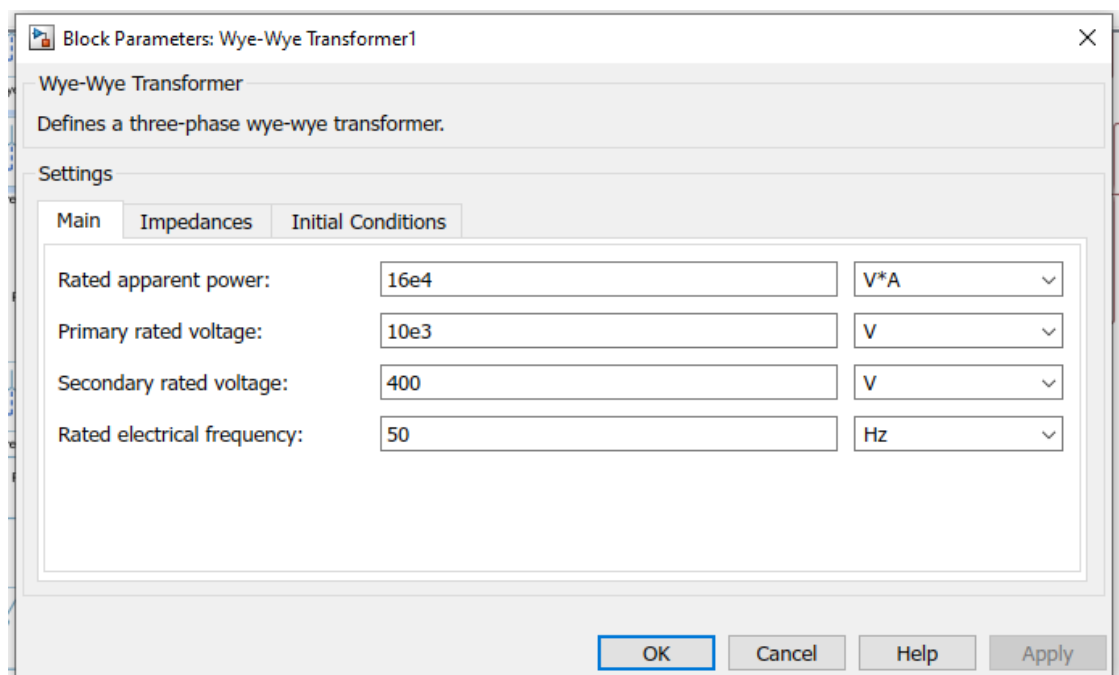 Block Parameters: Wye-Wye Transformer1
Wye-Wye Transformer
Defines a three-phase wye-wye transformer.
Settings
Main Impedances Initial Conditions
Rated apparent power: 16e4 V*A
Primary rated voltage: 10e3 V
Secondary rated voltage: 400 V
Rated electrical frequency: 50 Hz
OK Cancel Help Apply